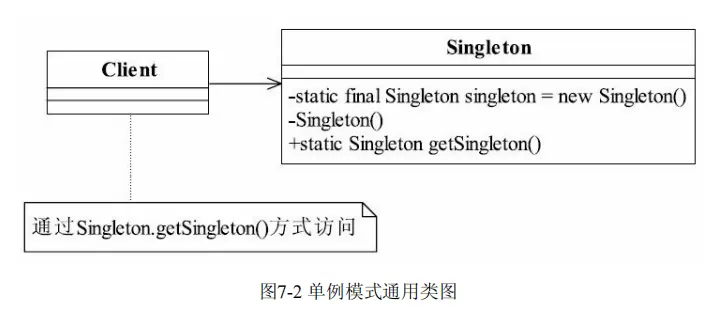 Client
Singleton
-static final Singleton singleton = new Singleton()
-Singleton()
+static Singleton getSingleton()
通过Singleton.getSingleton()方式访问
图7-2 单例模式通用类图